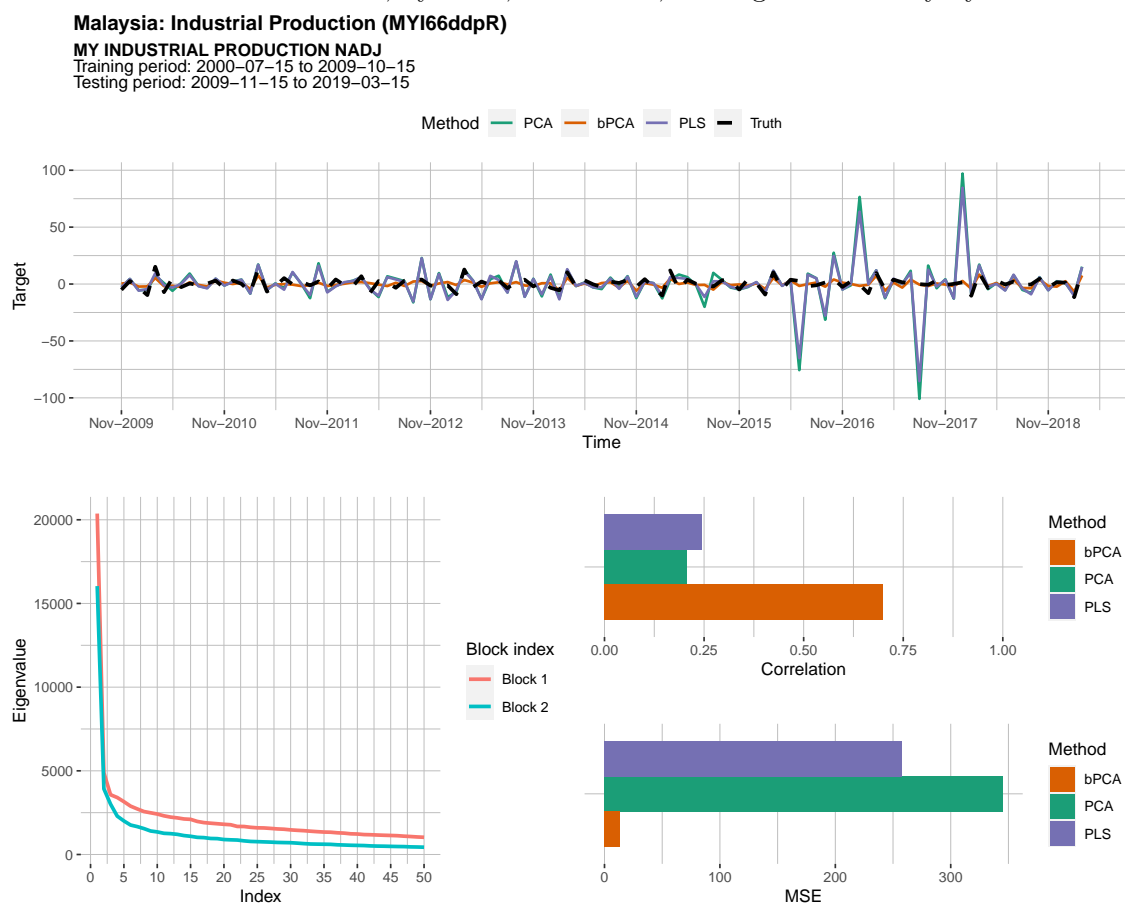 Malaysia: Industrial Production (MYI66ddpR)
MY INDUSTRIAL PRODUCTION NADJ
Training period: 2000−07−15 to 2009−10−15
Testing period: 2009−11−15 to 2019−03−15
Method PCA bPCA PLS Truth
100
50
0
−50
−100
Target
Nov−2009 Nov−2010 Nov−2011 Nov−2012 Nov−2013 Nov−2014 Nov−2015 Nov−2016 Nov−2017 Nov−2018
Time
20000
15000
10000
5000
0
Eigenvalue
0 5 10 15 20 25 30 35 40 45 50
Index
Block index
Block 1
Block 2
0.00 0.25 0.50 0.75 1.00
Correlation
Method
bPCA
PCA
PLS
0 100 200 300
MSE
Method
bPCA
PCA
PLS